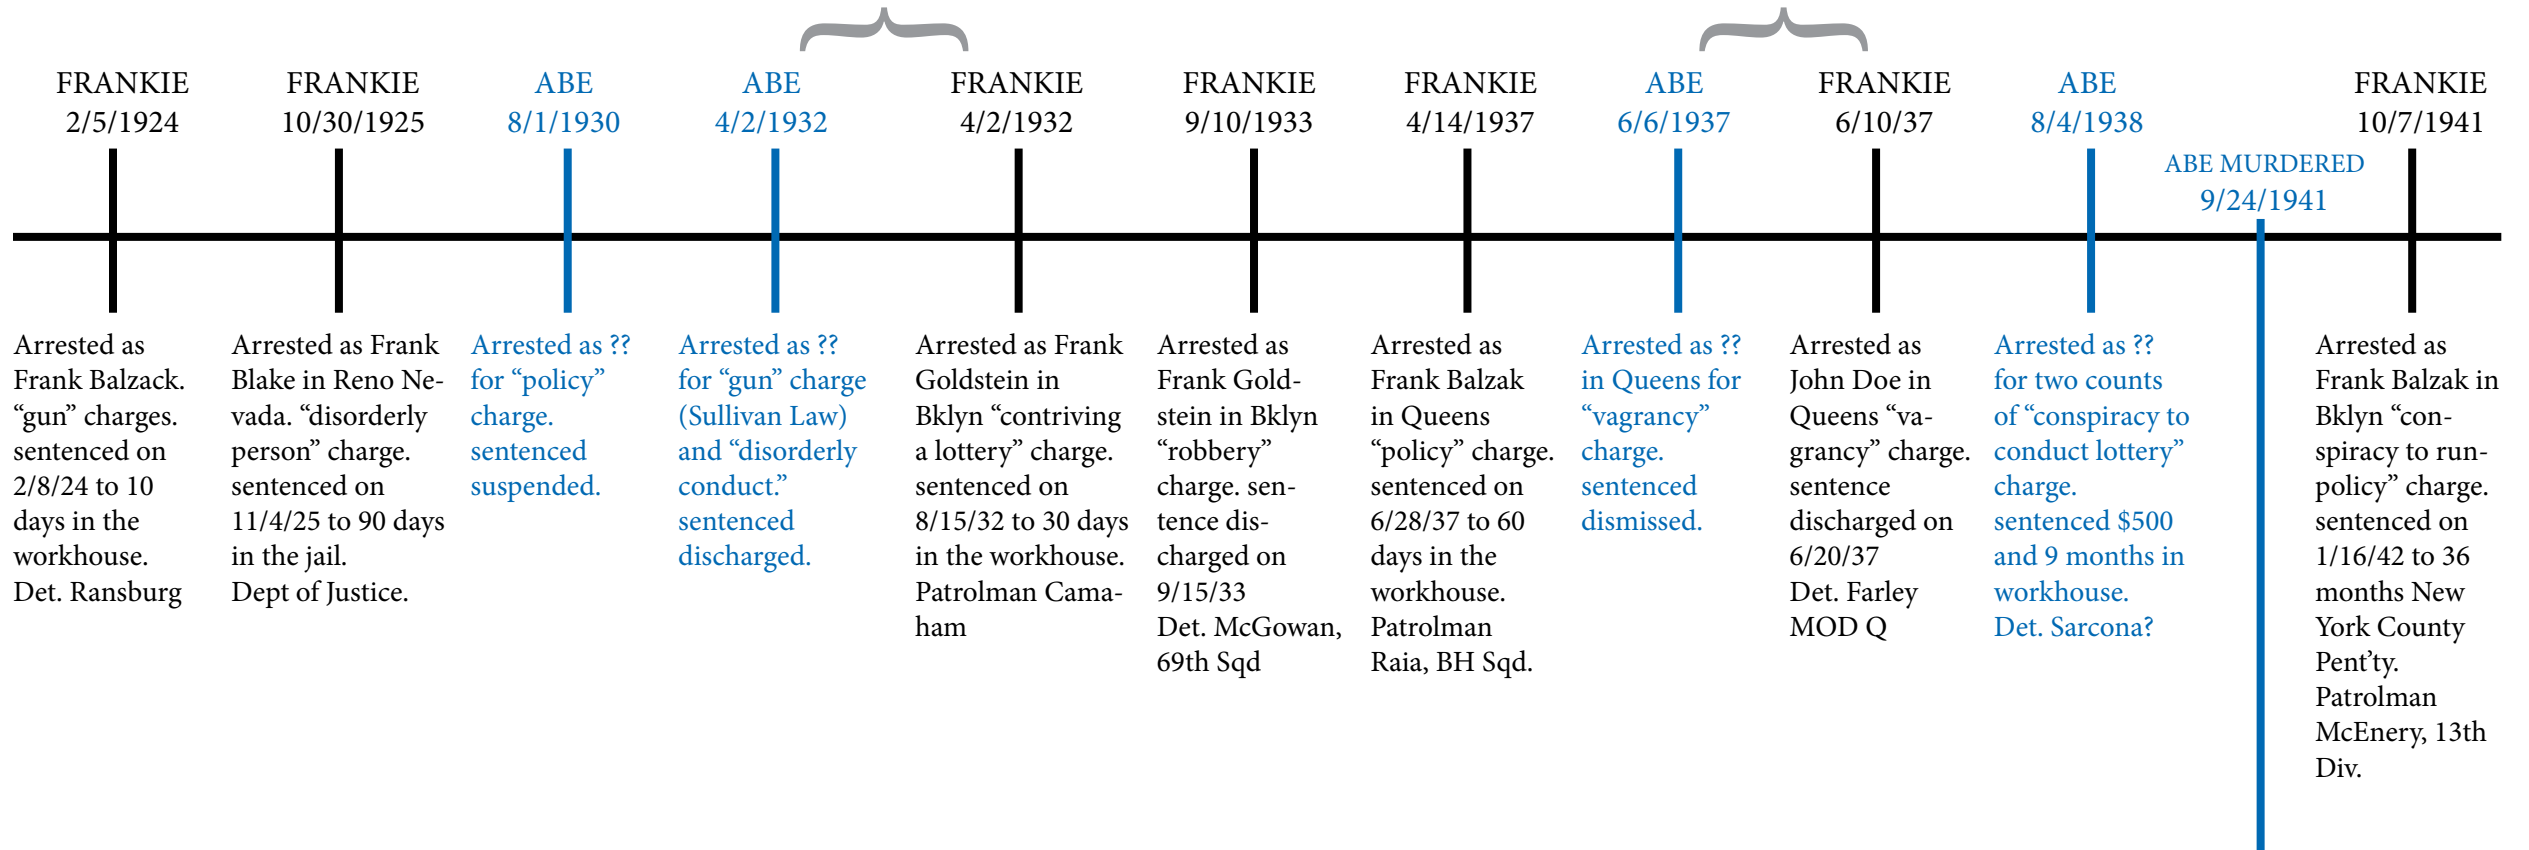 FRANKIE
2/5/1924
Arrested as
Frank Balzack.
“gun” charges.
sentenced on
2/8/24 to 10
days in the
workhouse.
Det. Ransburg
FRANKIE
10/30/1925
Arrested as Frank
Blake in Reno Ne-
vada. “disorderly
person” charge.
sentenced on
11/4/25 to 90 days
in the jail.
Dept of Justice.
ABE
8/1/1930
Arrested as ??
for “policy”
charge.
sentenced
suspended.
ABE
4/2/1932
Arrested as ??
for “gun” charge
(Sullivan Law)
and “disorderly
conduct.”
sentenced
discharged.
FRANKIE
4/2/1932
Arrested as Frank
Goldstein in
Bklyn “contriving
a lottery” charge.
sentenced on
8/15/32 to 30 days
in the workhouse.
Patrolman Cama-
ham
FRANKIE
9/10/1933
Arrested as
Frank Gold-
stein in Bklyn
“robbery”
charge. sen-
tence dis-
charged on
9/15/33
Det. McGowan,
69th Sqd
FRANKIE
4/14/1937
Arrested as
Frank Balzak
in Queens
“policy” charge.
sentenced on
6/28/37 to 60
days in the
workhouse.
Patrolman
Raia, BH Sqd.
ABE
6/6/1937
Arrested as ??
in Queens for
“vagrancy”
charge.
sentenced
dismissed.
FRANKIE
6/10/37
Arrested as
John Doe in
Queens “va-
grancy” charge.
sentence
discharged on
6/20/37
Det. Farley
MOD Q
ABE
8/4/1938
Arrested as ??
for two counts
of “conspiracy to
conduct lottery”
charge.
sentenced $500
and 9 months in
workhouse.
Det. Sarcona?
ABE MURDERED
9/24/1941
FRANKIE
10/7/1941
Arrested as
Frank Balzak in
Bklyn “con-
spiracy to run-
policy” charge.
sentenced on
1/16/42 to 36
months New
York County
Pent’ty.
Patrolman
McEnery, 13th
Div.